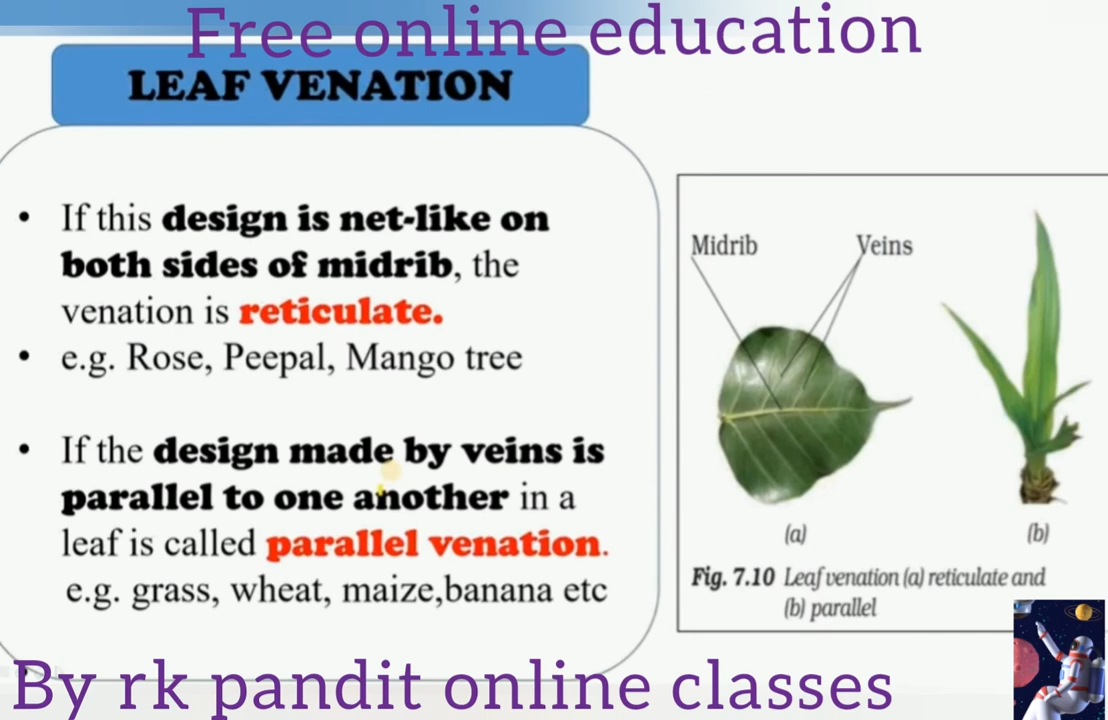 Free online education
LEAF VENATION
• If this design is net-like on
both sides of midrib, the
venation is reticulate.
• e.g. Rose, Peepal, Mango tree
• If the design made by veins is
parallel to one another in a
leaf is called parallel venation.
e.g. grass, wheat, maize,banana etc
Midrib
Veins
(a)
(b)
Fig. 7.10 Leaf venation (a) reticulate and
(b) parallel
By rk pandit online classes